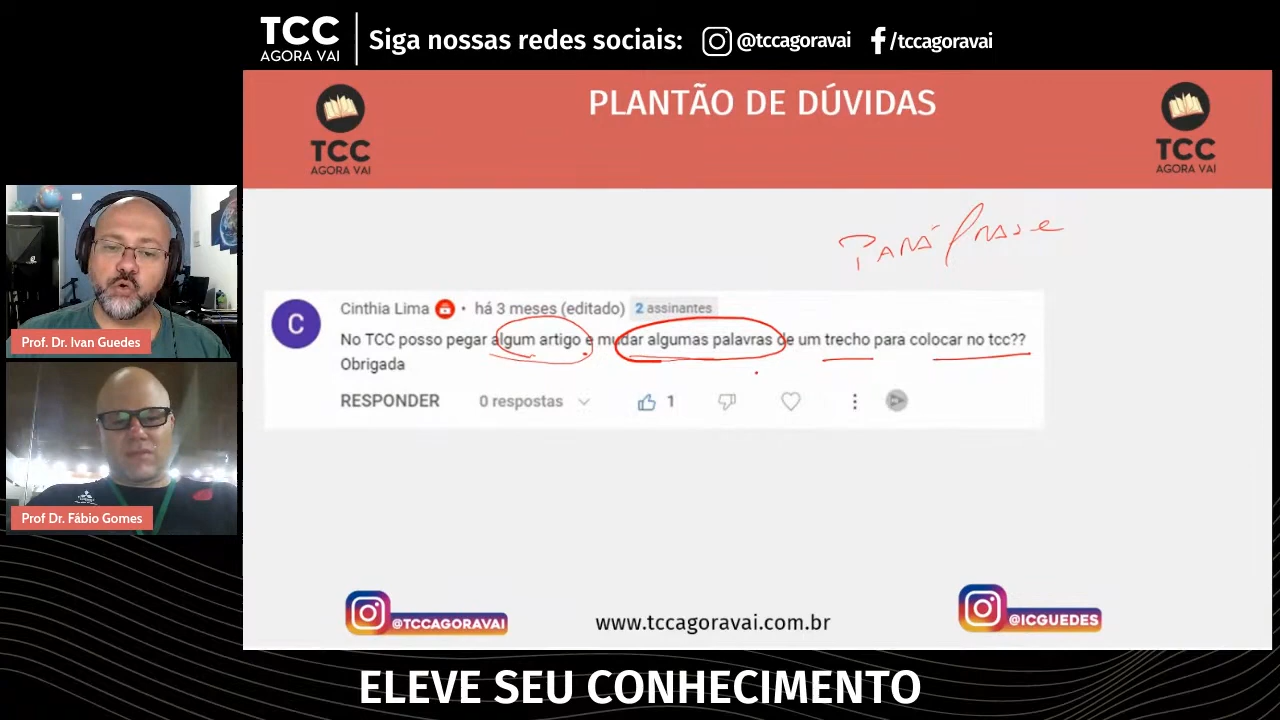 TCC
AGORA VAI
Siga nossas redes sociais:
@tccagoravai
/tccagoravai
TCC
AGORA VAI
PLANTÃO DE DÚVIDAS
TCC
AGORA VAI
Paráfrase
Cinthia Lima • há 3 meses (editado) 2 assinantes
C
No TCC posso pegar algum artigo e mudar algumas palavras de um trecho para colocar no tcc??
Obrigada
RESPONDER 0 respostas 1
Prof. Dr. Ivan Guedes
Prof Dr. Fábio Gomes
@TCCAGORAVAI
www.tccagoravai.com.br
@ICGUEDES
ELEVE SEU CONHECIMENTO